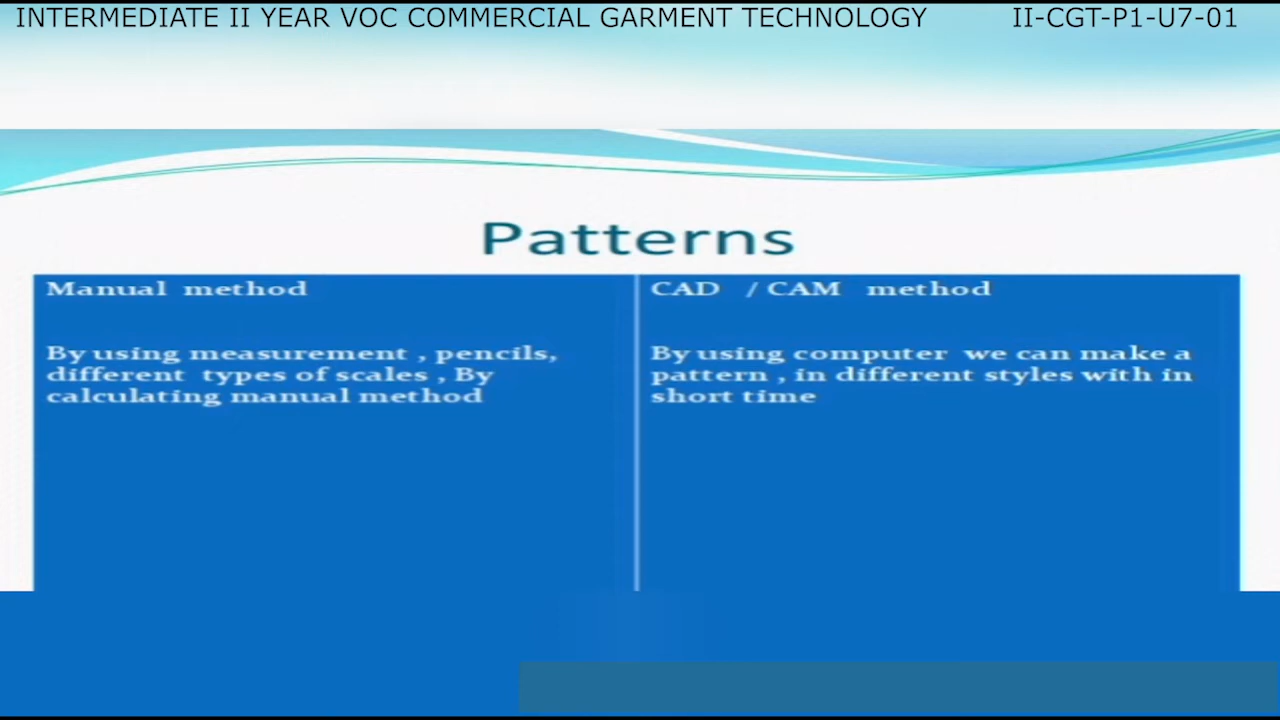 INTERMEDIATE II YEAR VOC COMMERCIAL GARMENT TECHNOLOGY II-CGT-P1-U7-01
Patterns
Manual method
By using measurement , pencils,
different types of scales , By
calculating manual method
CAD / CAM method
By using computer we can make a
pattern , in different styles with in
short time